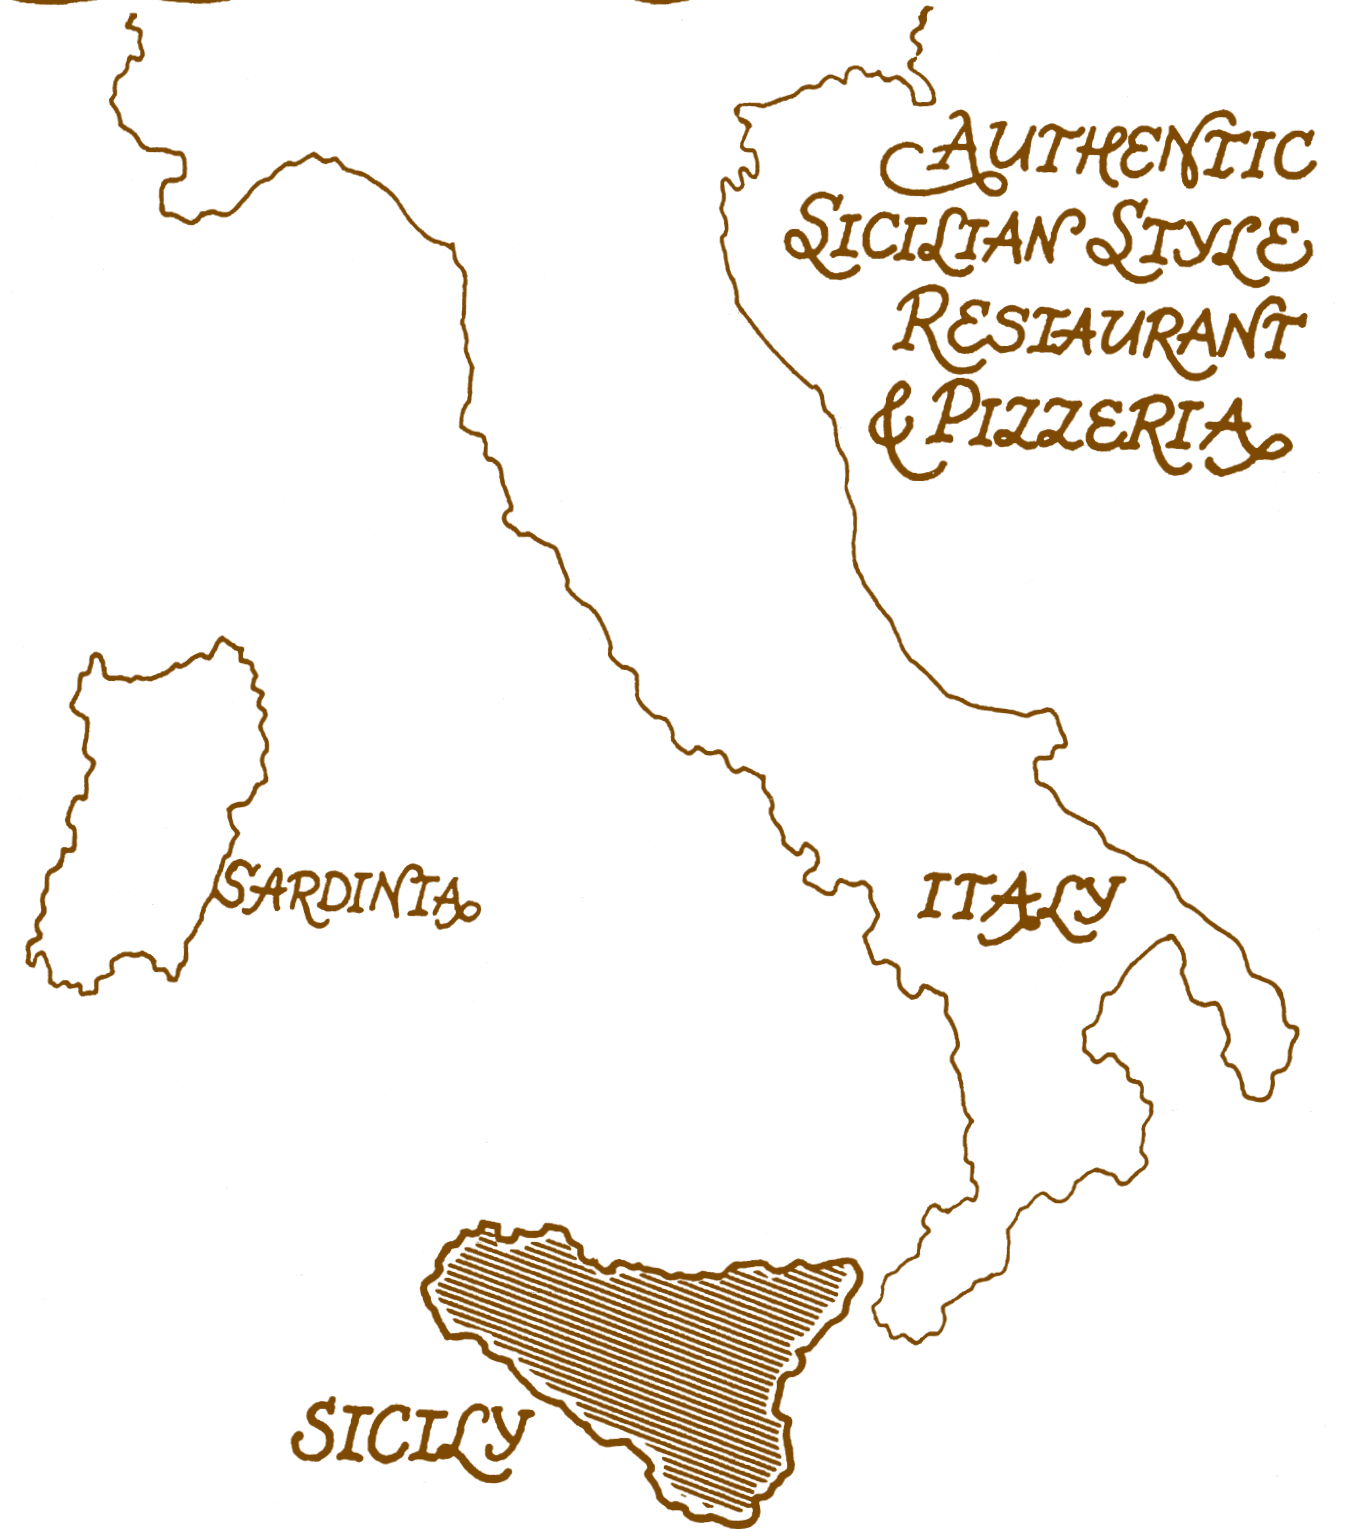 AUTHENTIC
SICILIAN STYLE
RESTAURANT
& PIZZERIA
SARDINIA
ITALY
SICILY